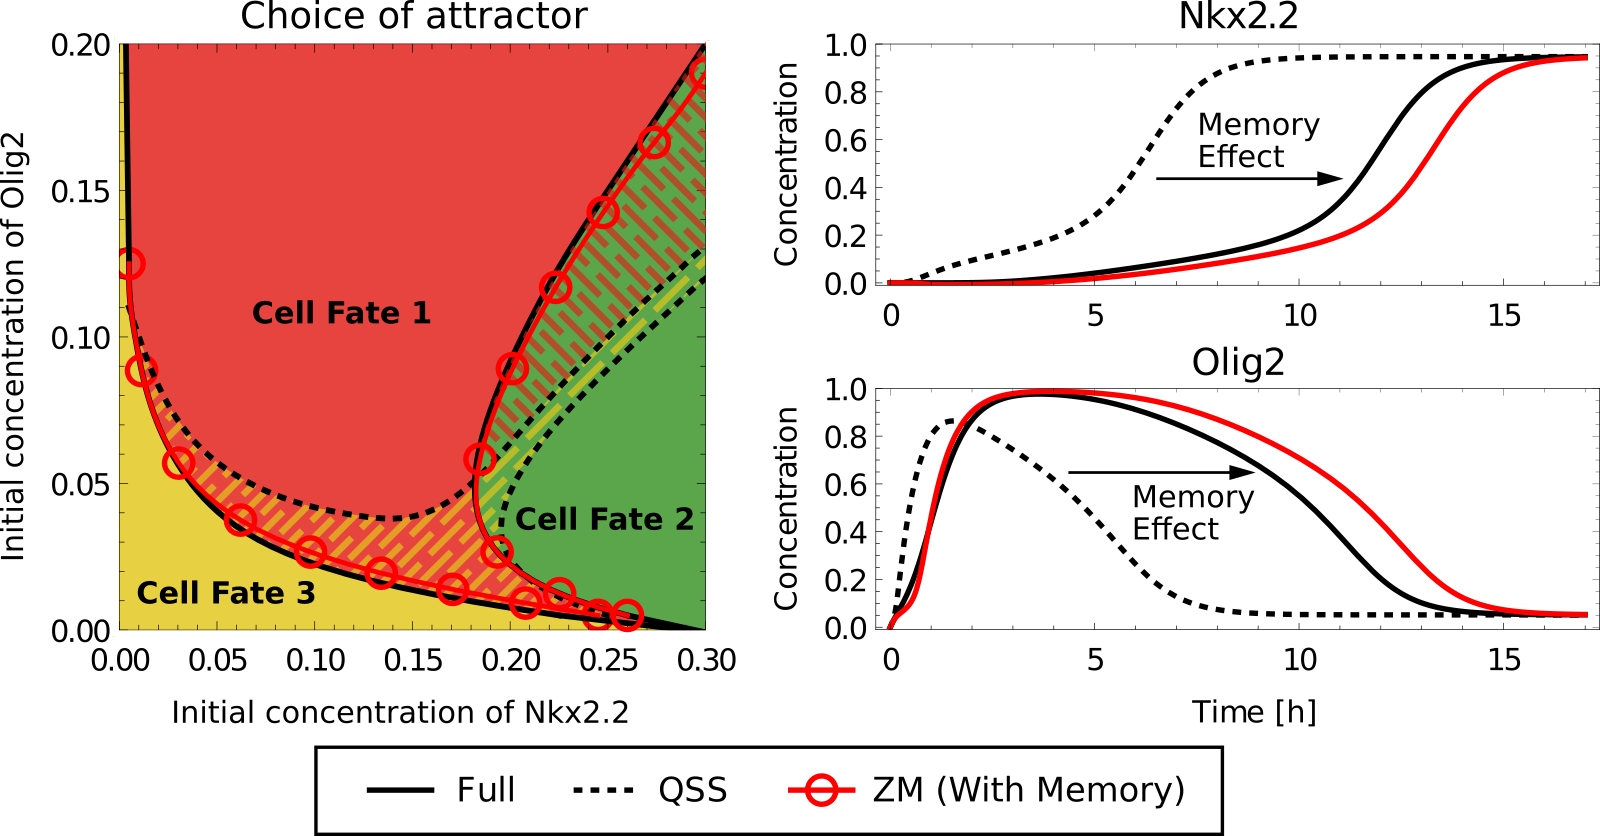 Choice of attractor
Initial concentration of Olig2
0.20
0.15
0.10
0.05
0.00
Cell Fate 1
Cell Fate 2
Cell Fate 3
0.00 0.05 0.10 0.15 0.20 0.25 0.30
Initial concentration of Nkx2.2
Nkx2.2
Concentration
1.0
0.8
0.6
0.4
0.2
0.0
Memory
Effect
0 5 10 15
Olig2
Concentration
1.0
0.8
0.6
0.4
0.2
0.0
Memory
Effect
0 5 10 15
Time [h]
Full QSS ZM (With Memory)